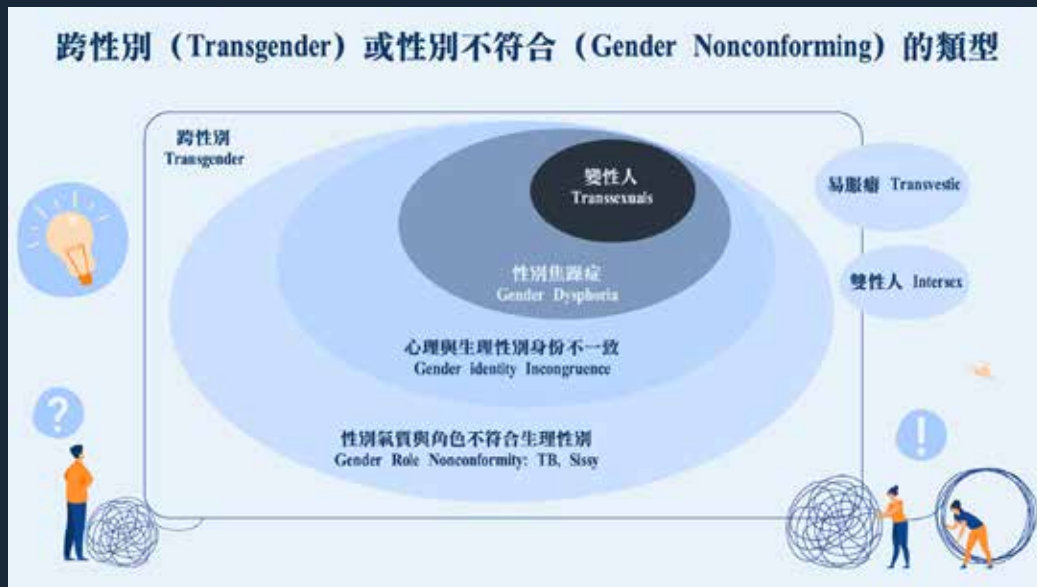 跨性別（Transgender）或性別不符合（Gender Nonconforming）的類型
跨性別
Transgender
變性人
Transsexuals
易服癖 Transvestic
雙性人 Intersex
性別焦躁症
Gender Dysphoria
心理與生理性別身份不一致
Gender identity Incongruence
性別氣質與角色不符合生理性別
Gender Role Nonconformity: TB, Sissy
?
!